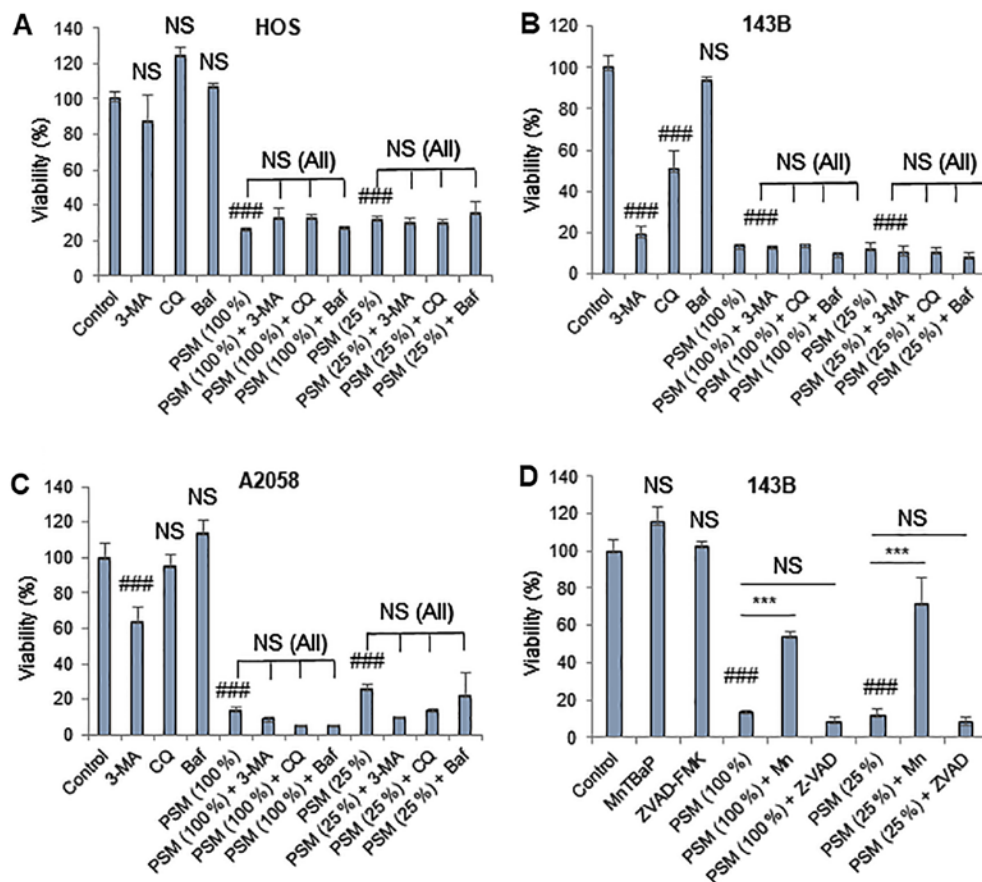 A
HOS
Viability (%)
140
120
100
80
60
40
20
0
NS
NS
NS
NS (All)
NS (All)
###
###
Control
3-MA
CQ
Baf
PSM (100 %)
PSM (100 %) + 3-MA
PSM (100 %) + CQ
PSM (100 %) + Baf
PSM (25 %)
PSM (25 %) + 3-MA
PSM (25 %) + CQ
PSM (25 %) + Baf
B
143B
Viability (%)
120
100
80
60
40
20
0
NS
###
###
NS (All)
NS (All)
###
###
Control
3-MA
CQ
Baf
PSM (100 %)
PSM (100 %) + 3-MA
PSM (100 %) + CQ
PSM (100 %) + Baf
PSM (25 %)
PSM (25 %) + 3-MA
PSM (25 %) + CQ
PSM (25 %) + Baf
C
A2058
Viability (%)
140
120
100
80
60
40
20
0
NS
NS
###
NS (All)
NS (All)
###
###
Control
3-MA
CQ
Baf
PSM (100 %)
PSM (100 %) + 3-MA
PSM (100 %) + CQ
PSM (100 %) + Baf
PSM (25 %)
PSM (25 %) + 3-MA
PSM (25 %) + CQ
PSM (25 %) + Baf
D
143B
Viability (%)
140
120
100
80
60
40
20
0
NS
NS
NS
NS
***
***
###
###
Control
MnTBaP
ZVAD-FMK
PSM (100 %)
PSM (100 %) + Mn
PSM (100 %) + Z-VAD
PSM (25 %)
PSM (25 %) + Mn
PSM (25 %) + ZVAD